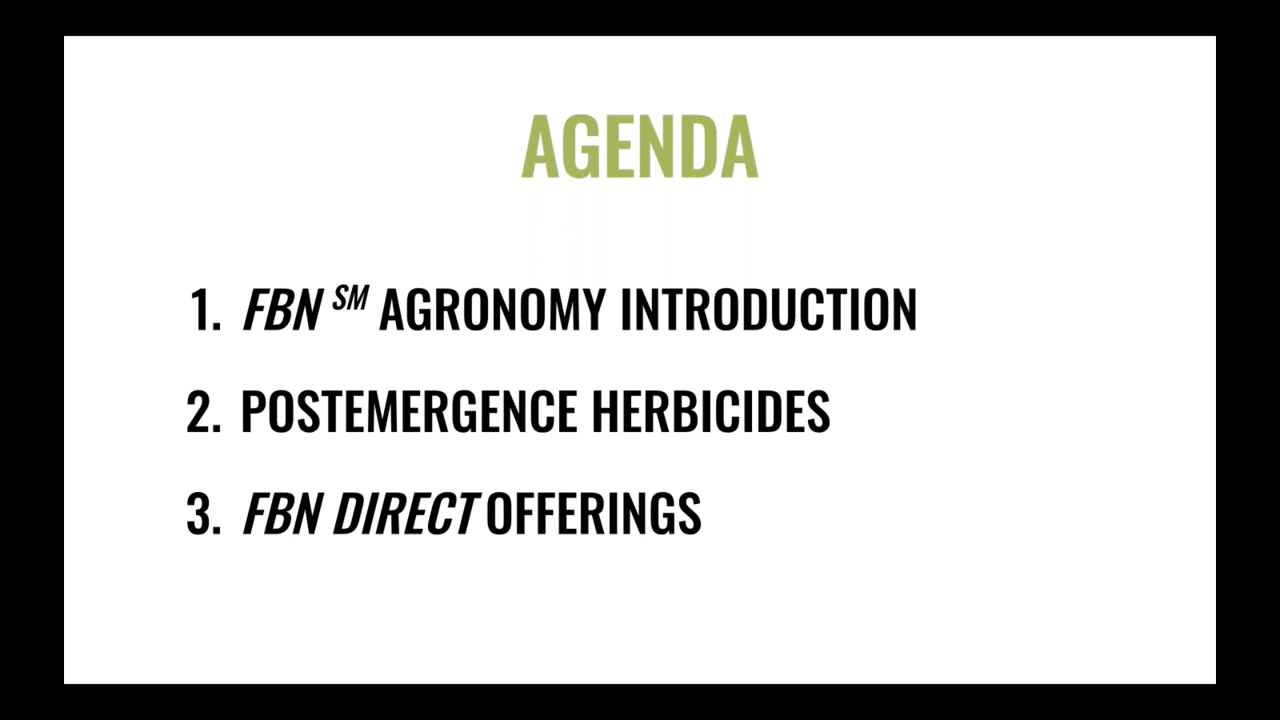 AGENDA
1. FBN SM AGRONOMY INTRODUCTION
2. POSTEMERGENCE HERBICIDES
3. FBN DIRECT OFFERINGS